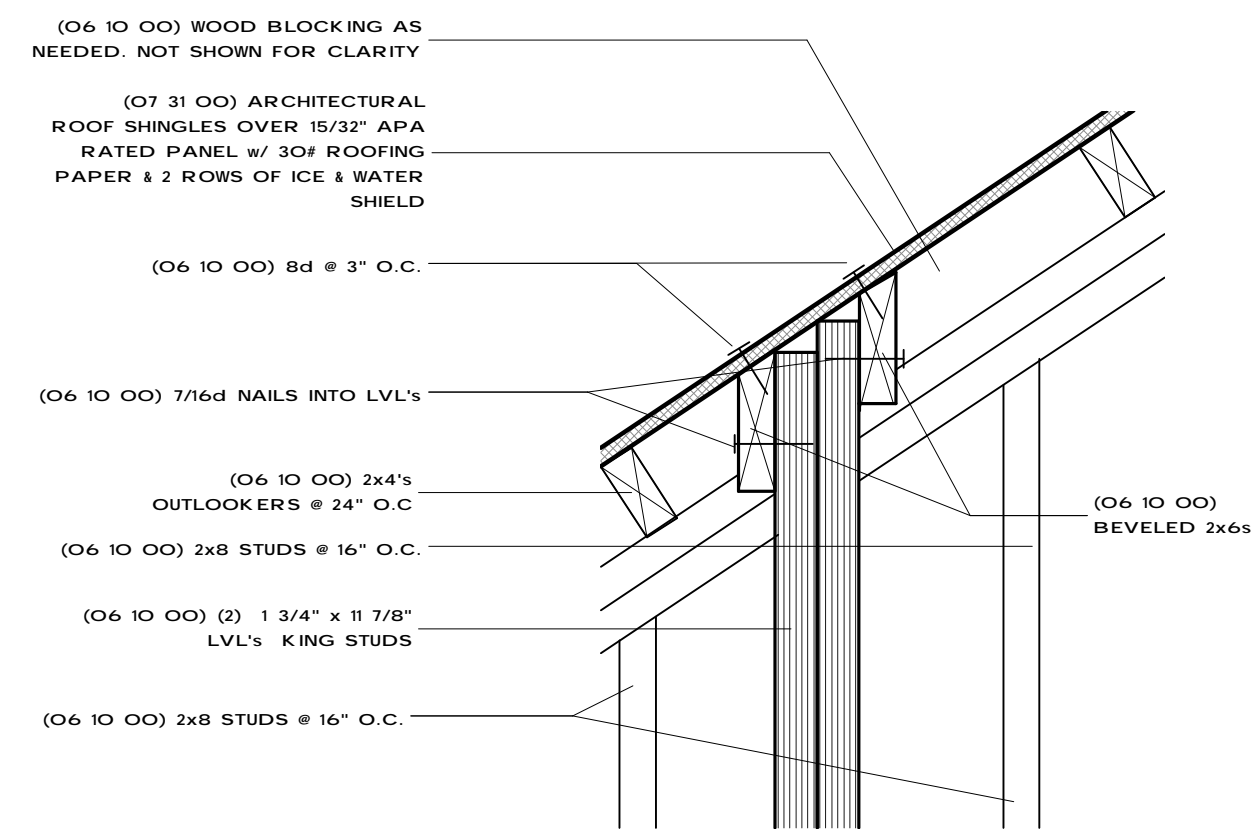 (06 10 00) WOOD BLOCKING AS
NEEDED. NOT SHOWN FOR CLARITY
(07 31 00) ARCHITECTURAL
ROOF SHINGLES OVER 15/32" APA
RATED PANEL w/ 30# ROOFING
PAPER & 2 ROWS OF ICE & WATER
SHIELD
(06 10 00) 8d @ 3" O.C.
(06 10 00) 7/16d NAILS INTO LVL's
(06 10 00) 2x4's
OUTLOOKERS @ 24" O.C
(06 10 00) 2x8 STUDS @ 16" O.C.
(06 10 00) (2) 1 3/4" x 11 7/8"
LVL's KING STUDS
(06 10 00) 2x8 STUDS @ 16" O.C.
(06 10 00)
BEVELED 2x6s